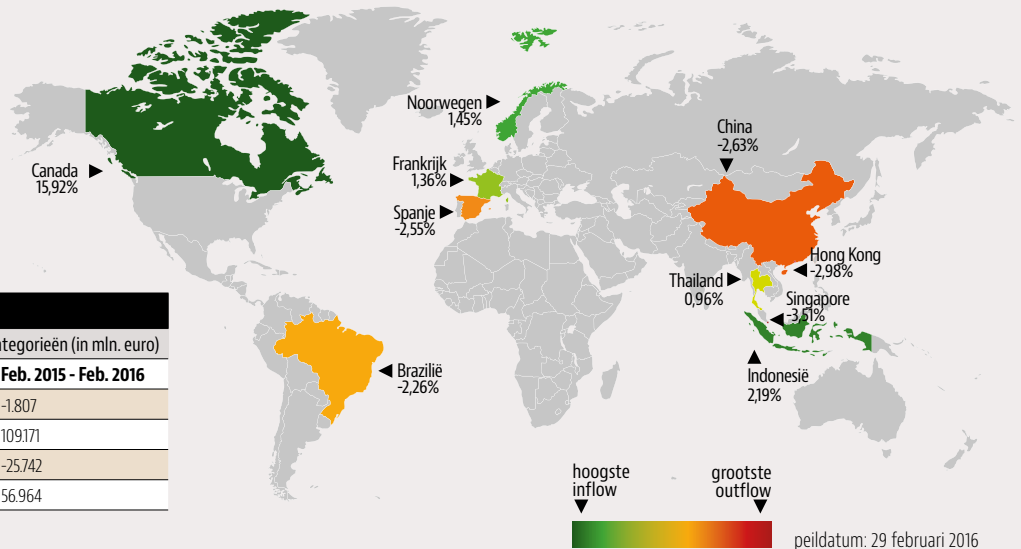 Noorwegen
1,45%
Canada
15,92%
Frankrijk
1,36%
Spanje
-2,55%
China
-2,63%
Hong Kong
-2,98%
Thailand
0,96%
Singapore
-3,51%
Indonesië
2,19%
Brazilië
-2,26%
ategorieën (in mln. euro)
Feb. 2015 - Feb. 2016
-1.807
109.171
-25.742
56.964
hoogste
inflow
grootste
outflow
peildatum: 29 februari 2016